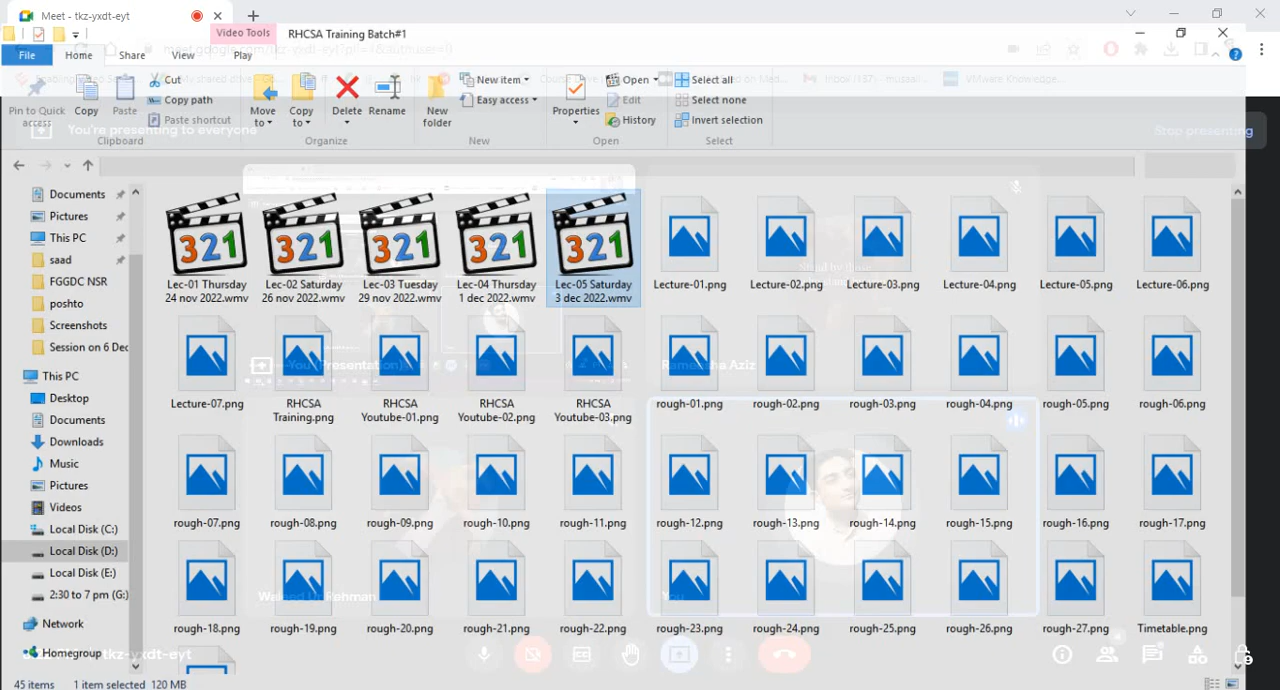 Meet - tkz-yxdt-eyt
Video Tools
RHCSA Training Batch#1
File
Home
Share
View
Play
Pin to Quick access
Copy
Paste
Cut
Copy path
Paste shortcut
Clipboard
Move to
Copy to
Delete
Rename
Organize
New folder
New item
Easy access
New
Properties
Open
Edit
History
Open
Select all
Select none
Invert selection
Select
You're presenting to everyone
Stop presenting
Documents
Pictures
This PC
saad
FGGDC NSR
poshto
Screenshots
Session on 6 Dec
This PC
Desktop
Documents
Downloads
Music
Pictures
Videos
Local Disk (C:)
Local Disk (D:)
Local Disk (E:)
2:30 to 7 pm (G:)
Network
Homegroup
Lec-01 Thursday 24 nov 2022.wmv
Lec-02 Saturday 26 nov 2022.wmv
Lec-03 Tuesday 29 nov 2022.wmv
Lec-04 Thursday 1 dec 2022.wmv
Lec-05 Saturday 3 dec 2022.wmv
Lecture-01.png
Lecture-02.png
Lecture-03.png
Lecture-04.png
Lecture-05.png
Lecture-06.png
You (Presentation)
Rameesha Aziz
Lecture-07.png
RHCSA Training.png
RHCSA Youtube-01.png
RHCSA Youtube-02.png
RHCSA Youtube-03.png
rough-01.png
rough-02.png
rough-03.png
rough-04.png
rough-05.png
rough-06.png
rough-07.png
rough-08.png
rough-09.png
rough-10.png
rough-11.png
rough-12.png
rough-13.png
rough-14.png
rough-15.png
rough-16.png
rough-17.png
Waleed Ur Rehman
You
rough-18.png
rough-19.png
rough-20.png
rough-21.png
rough-22.png
rough-23.png
rough-24.png
rough-25.png
rough-26.png
rough-27.png
Timetable.png
tkz-yxdt-eyt
45 items
1 item selected
120 MB